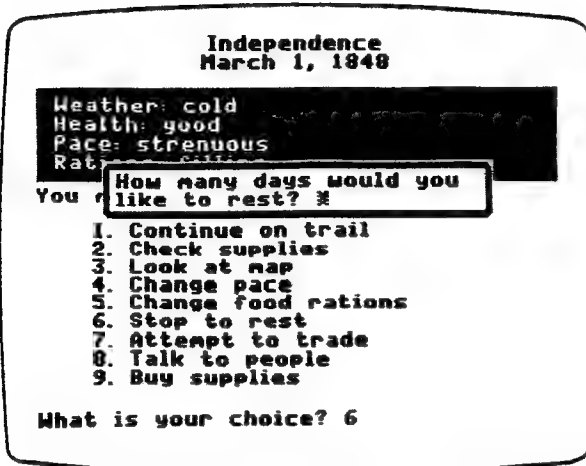 Independence
March 1, 1848
Weather: cold
Health: good
Pace: strenuous
How many days would you
like to rest?
You
1. Continue on trail
2. Check supplies
3. Look at map
4. Change pace
5. Change food rations
6. Stop to rest
7. Attempt to trade
8. Talk to people
9. Buy supplies
What is your choice? 6